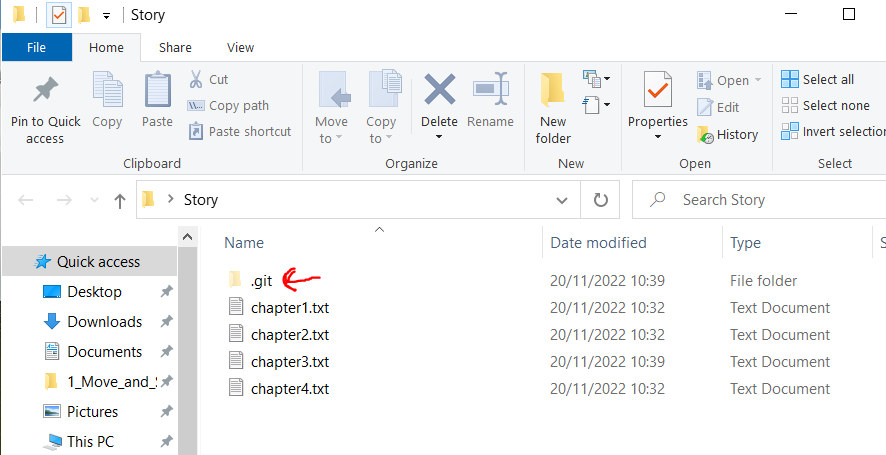 Story
File Home Share View
Pin to Quick access
Copy
Paste
Cut
Copy path
Paste shortcut
Clipboard
Move to
Copy to
Delete
Rename
Organize
New folder
New
Properties
Open
Edit
History
Open
Select all
Select none
Invert selection
Select
Story
Search Story
Name Date modified Type S
Quick access
Desktop
Downloads
Documents
1_Move_and_S
Pictures
This PC
.git 20/11/2022 10:39 File folder
chapter1.txt 20/11/2022 10:32 Text Document
chapter2.txt 20/11/2022 10:32 Text Document
chapter3.txt 20/11/2022 10:39 Text Document
chapter4.txt 20/11/2022 10:32 Text Document